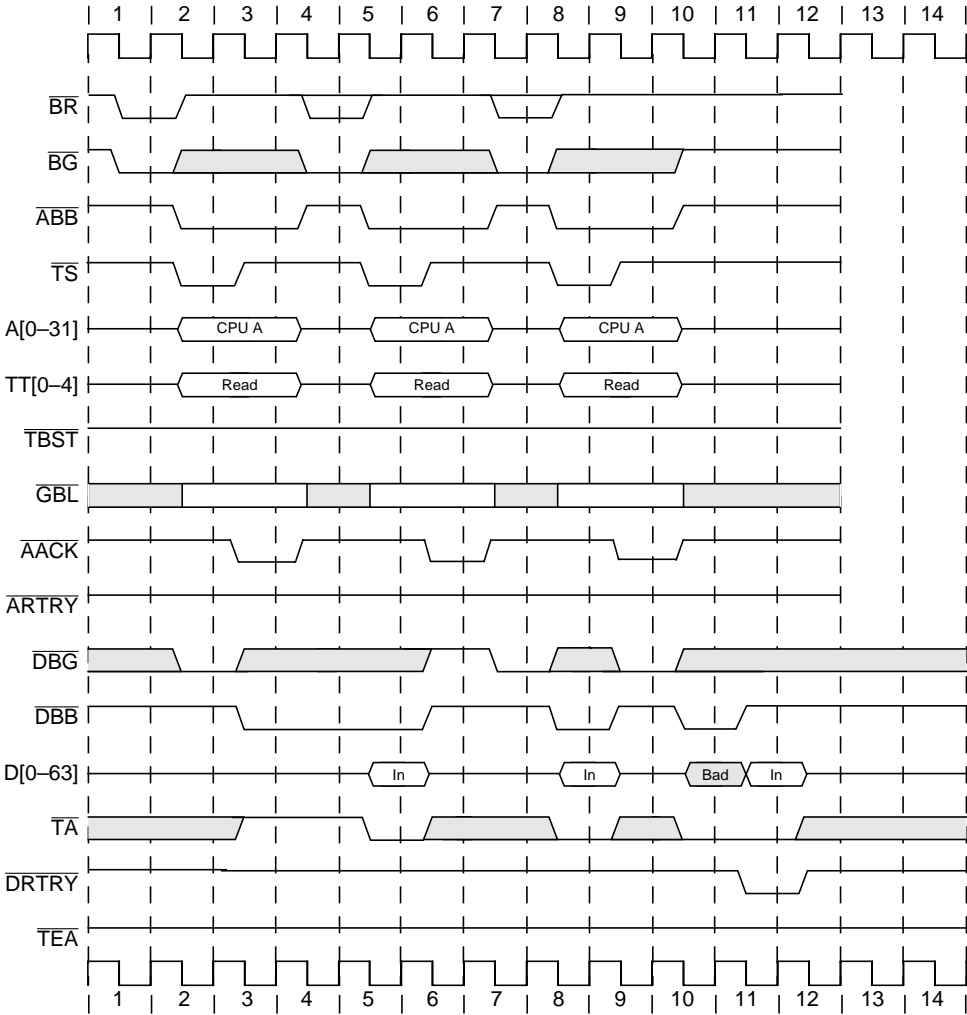 1 2 3 4 5 6 7 8 9 10 11 12 13 14
BR
BG
ABB
TS
A[0–31] CPU A CPU A CPU A
TT[0–4] Read Read Read
TBST
GBL
AACK
ARTRY
DBG
DBB
D[0–63] In In Bad In
TA
DRTRY
TEA
1 2 3 4 5 6 7 8 9 10 11 12 13 14